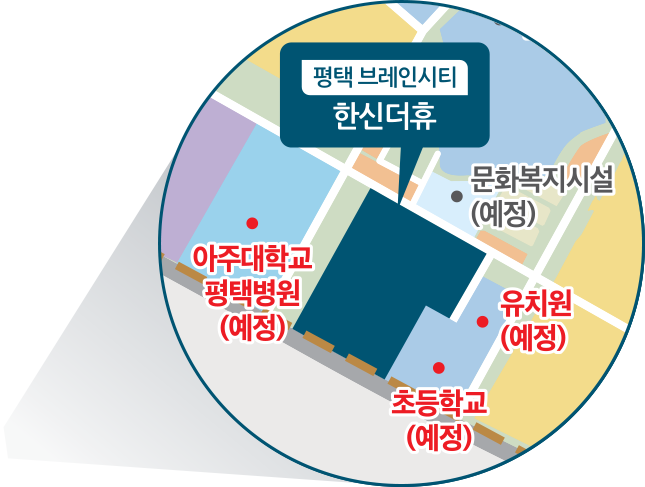 평택 브레인시티
한신더휴
문화복지시설
(예정)
아주대학교
평택병원
(예정)
유치원
(예정)
초등학교
(예정)